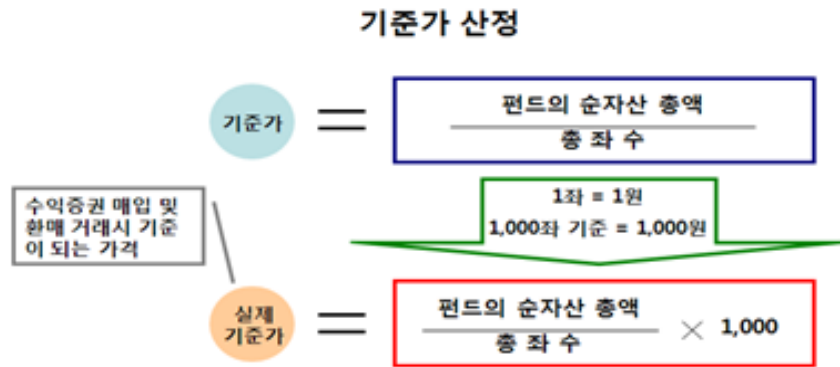 기준가 산정
기준가
=
펀드의 순자산 총액
총 좌 수
1좌 = 1원
1,000좌 기준 = 1,000원
수익증권 매입 및
환매 거래시 기준
이 되는 가격
실제
기준가
=
펀드의 순자산 총액
총 좌 수
× 1,000